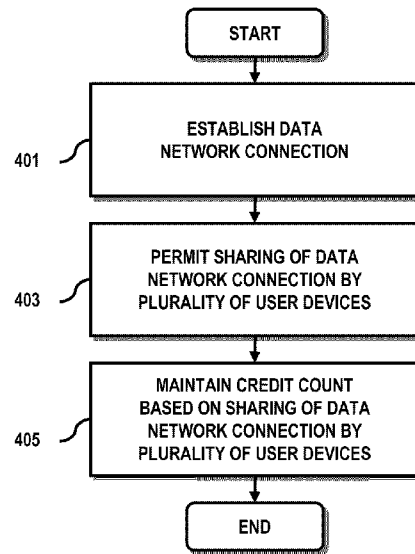 START
401
ESTABLISH DATA
NETWORK CONNECTION
403
PERMIT SHARING OF DATA
NETWORK CONNECTION BY
PLURALITY OF USER DEVICES
405
MAINTAIN CREDIT COUNT
BASED ON SHARING OF DATA
NETWORK CONNECTION BY
PLURALITY OF USER DEVICES
END